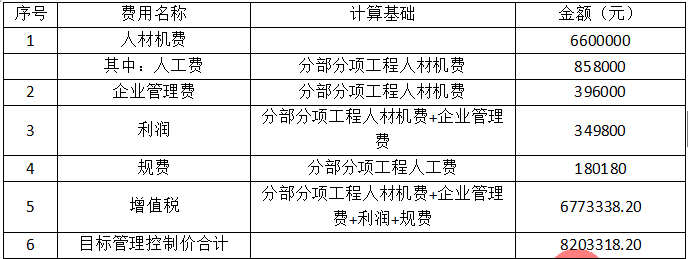 序号 费用名称 计算基础 金额（元）
1 人材机费 6600000
其中：人工费 分部分项工程人材机费 858000
2 企业管理费 分部分项工程人材机费 396000
3 利润 分部分项工程人材机费+企业管理
费 349800
4 规费 分部分项工程人工费 180180
5 增值税 分部分项工程人材机费+企业管理
费+利润+规费 6773338.20
6 目标管理控制价合计 8203318.20